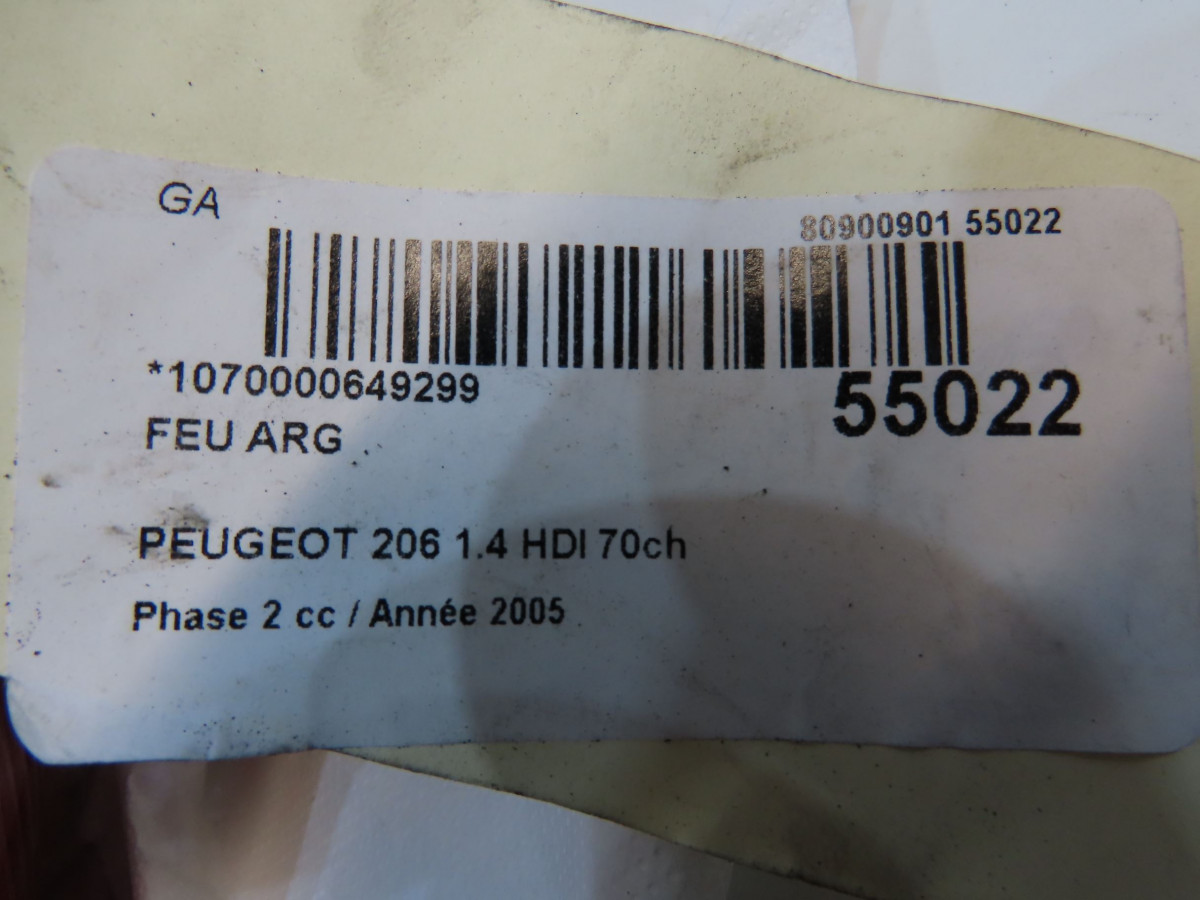 GA
80900901 55022
*1070000649299
55022
FEU ARG
PEUGEOT 206 1.4 HDI 70ch
Phase 2 cc / Année 2005